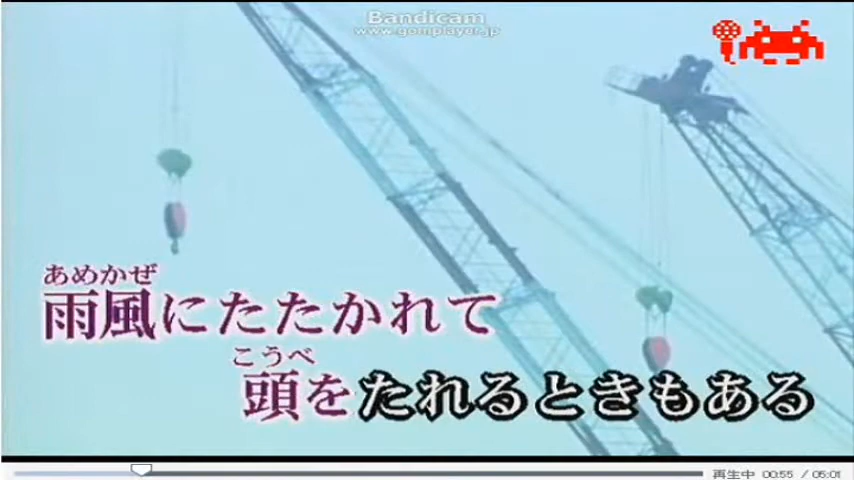 Bandicam
www.gomplayer.jp
あめかぜ
雨風にたたかれて
こうべ
頭をたれるときもある
再生中 00:55 / 05:01